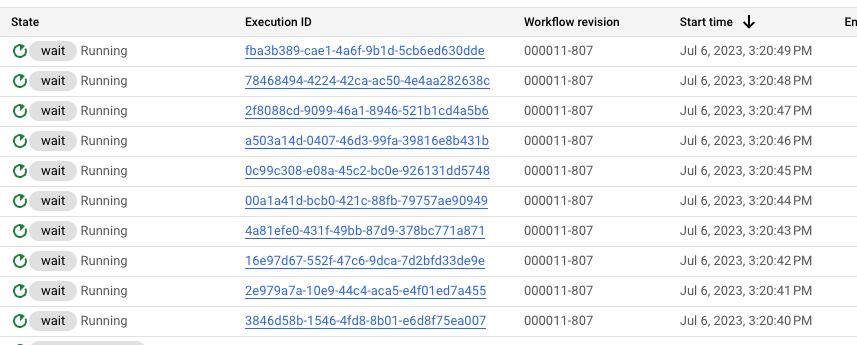 State Execution ID Workflow revision Start time En
wait Running fba3b389-cae1-4a6f-9b1d-5cb6ed630dde 000011-807 Jul 6, 2023, 3:20:49 PM
wait Running 78468494-4224-42ca-ac50-4e4aa282638c 000011-807 Jul 6, 2023, 3:20:48 PM
wait Running 2f8088cd-9099-46a1-8946-521b1cd4a5b6 000011-807 Jul 6, 2023, 3:20:47 PM
wait Running a503a14d-0407-46d3-99fa-39816e8b431b 000011-807 Jul 6, 2023, 3:20:46 PM
wait Running 0c99c308-e08a-45c2-bc0e-926131dd5748 000011-807 Jul 6, 2023, 3:20:45 PM
wait Running 00a1a41d-bcb0-421c-88fb-79757ae90949 000011-807 Jul 6, 2023, 3:20:44 PM
wait Running 4a81efe0-431f-49bb-87d9-378bc771a871 000011-807 Jul 6, 2023, 3:20:43 PM
wait Running 16e97d67-552f-47c6-9dca-7d2bfd33de9e 000011-807 Jul 6, 2023, 3:20:42 PM
wait Running 2e979a7a-10e9-44c4-aca5-e4f01ed7a455 000011-807 Jul 6, 2023, 3:20:41 PM
wait Running 3846d58b-1546-4fd8-8b01-e6d8f75ea007 000011-807 Jul 6, 2023, 3:20:40 PM